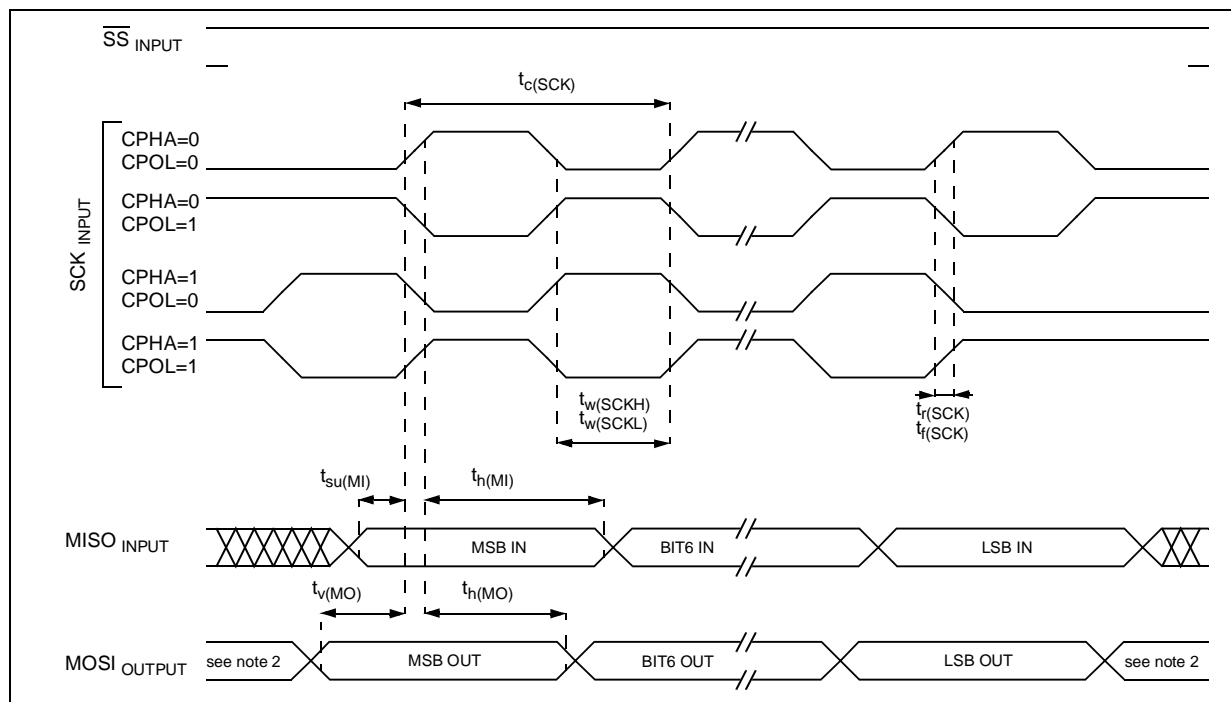 SS INPUT
tc(SCK)
SCK INPUT
CPHA=0
CPOL=0
CPHA=0
CPOL=1
CPHA=1
CPOL=0
CPHA=1
CPOL=1
tw(SCKH)
tw(SCKL)
tr(SCK)
tf(SCK)
tsu(MI)
th(MI)
MISO INPUT
MSB IN
BIT6 IN
LSB IN
tv(MO)
th(MO)
MOSI OUTPUT
see note 2
MSB OUT
BIT6 OUT
LSB OUT
see note 2